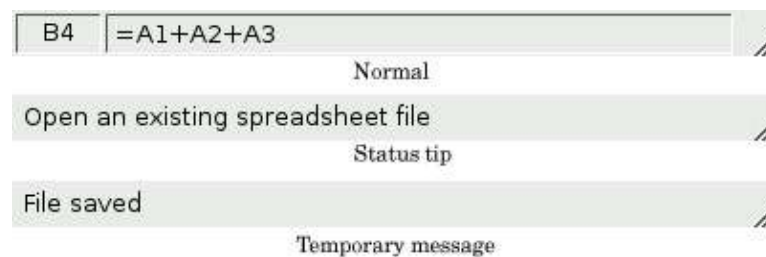 B4 =A1+A2+A3
Normal
Open an existing spreadsheet file
Status tip
File saved
Temporary message